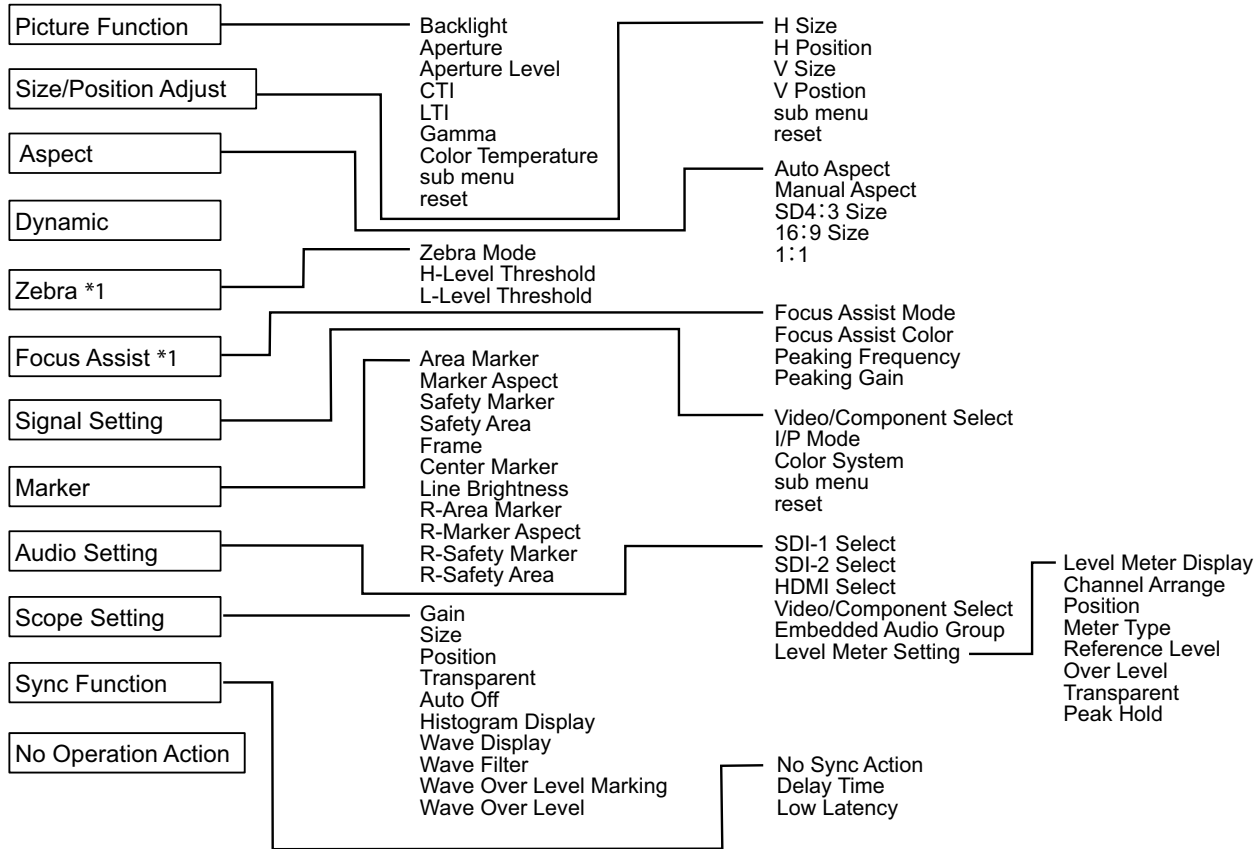 Picture Function
Backlight
Aperture
Aperture Level
CTI
LTI
Gamma
Color Temperature
sub menu
reset
Size/Position Adjust
H Size
H Position
V Size
V Postion
sub menu
reset
Aspect
Auto Aspect
Manual Aspect
SD4:3 Size
16:9 Size
1:1
Dynamic
Zebra *1
Zebra Mode
H-Level Threshold
L-Level Threshold
Focus Assist *1
Focus Assist Mode
Focus Assist Color
Peaking Frequency
Peaking Gain
Signal Setting
Video/Component Select
I/P Mode
Color System
sub menu
reset
Marker
Area Marker
Marker Aspect
Safety Marker
Safety Area
Frame
Center Marker
Line Brightness
R-Area Marker
R-Marker Aspect
R-Safety Marker
R-Safety Area
Audio Setting
SDI-1 Select
SDI-2 Select
HDMI Select
Video/Component Select
Embedded Audio Group
Level Meter Setting
Level Meter Display
Channel Arrange
Position
Meter Type
Reference Level
Over Level
Transparent
Peak Hold
Scope Setting
Gain
Size
Position
Transparent
Auto Off
Histogram Display
Wave Display
Wave Filter
Wave Over Level Marking
Wave Over Level
Sync Function
No Sync Action
Delay Time
Low Latency
No Operation Action